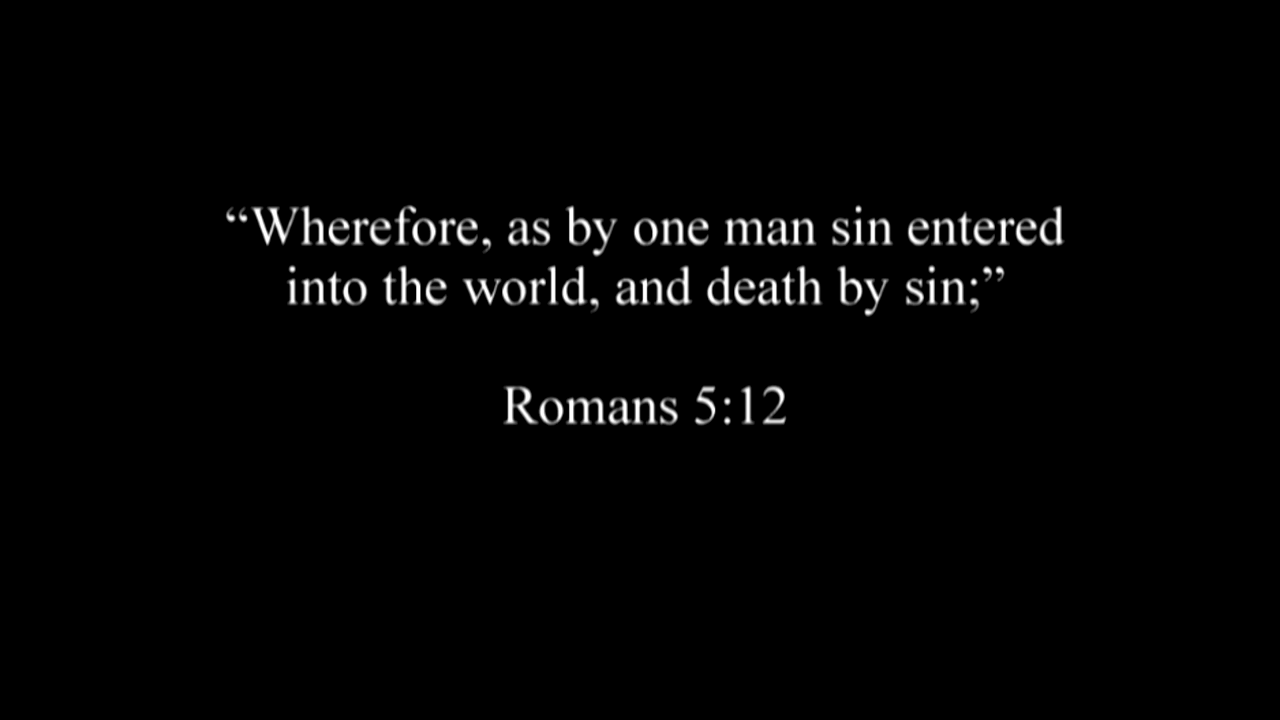 “Wherefore, as by one man sin entered
into the world, and death by sin;”
Romans 5:12